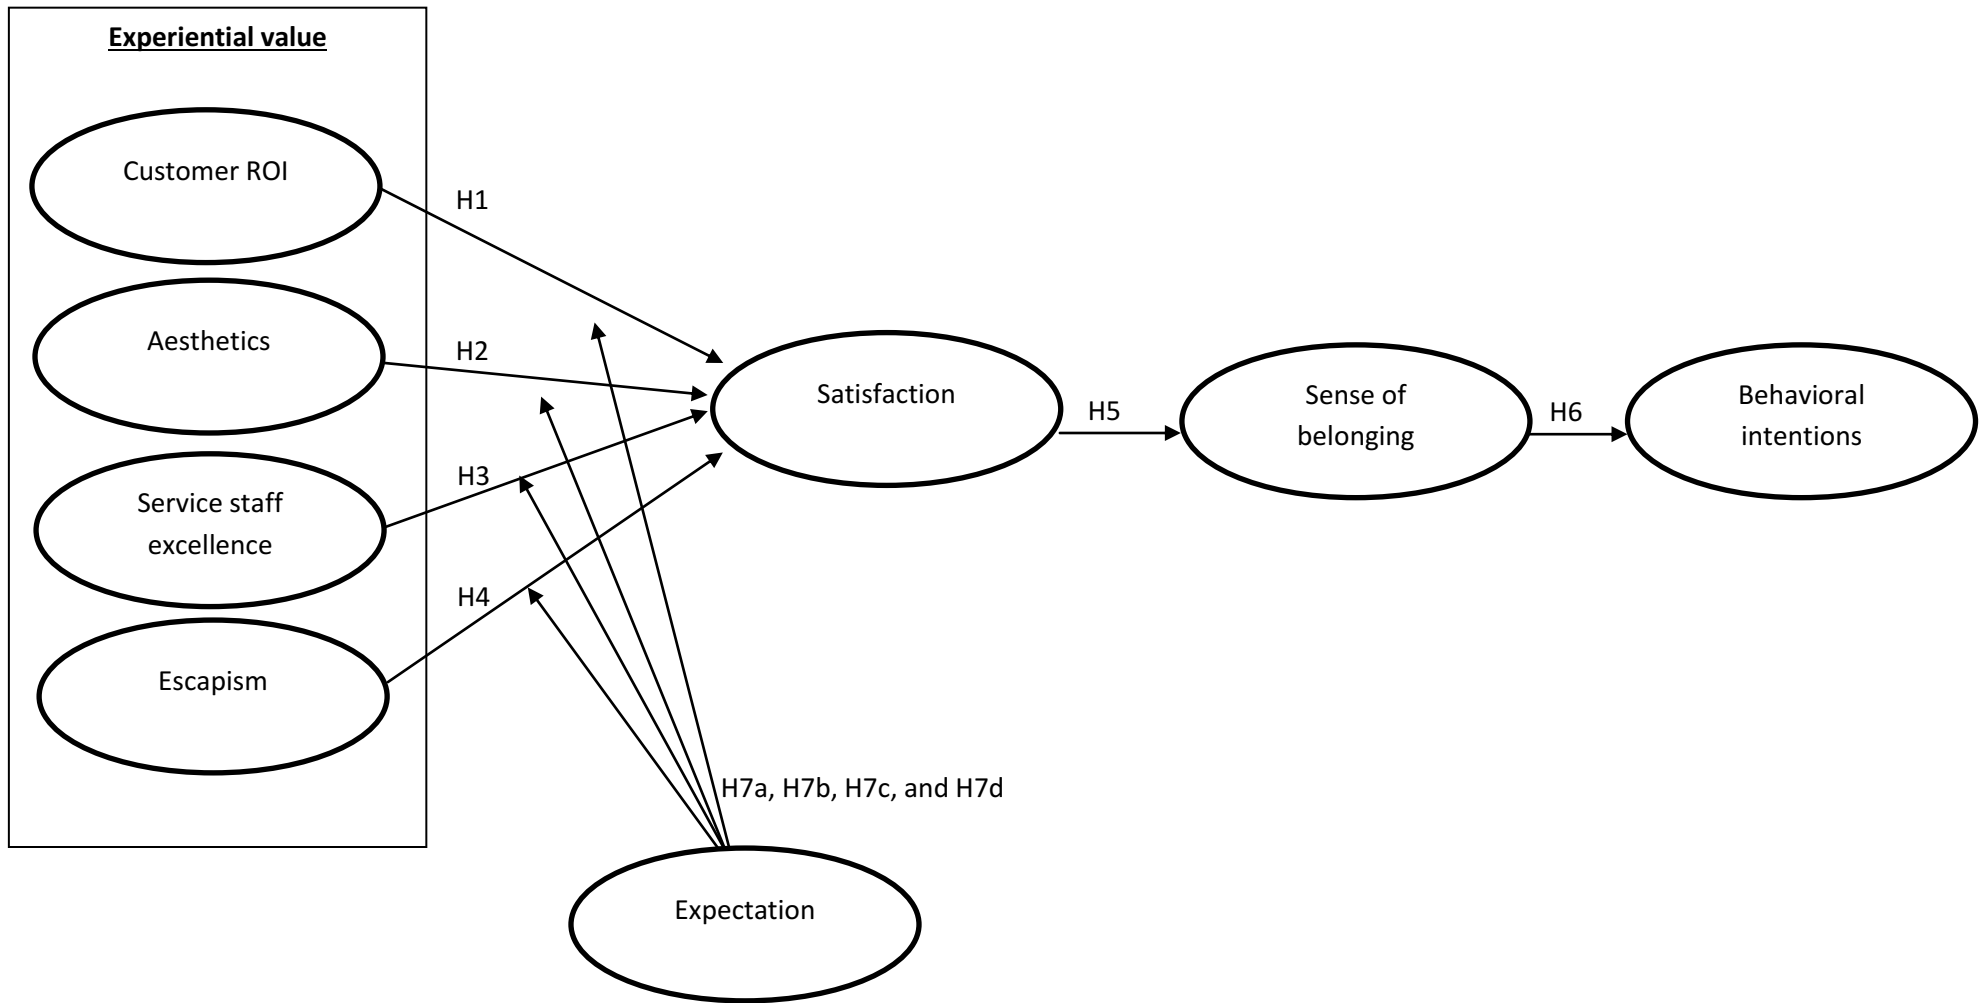 Experiential value
Customer ROI
H1
Aesthetics
H2
Service staff
excellence
H3
Escapism
H4
Satisfaction
H5
Sense of
belonging
H6
Behavioral
intentions
H7a, H7b, H7c, and H7d
Expectation